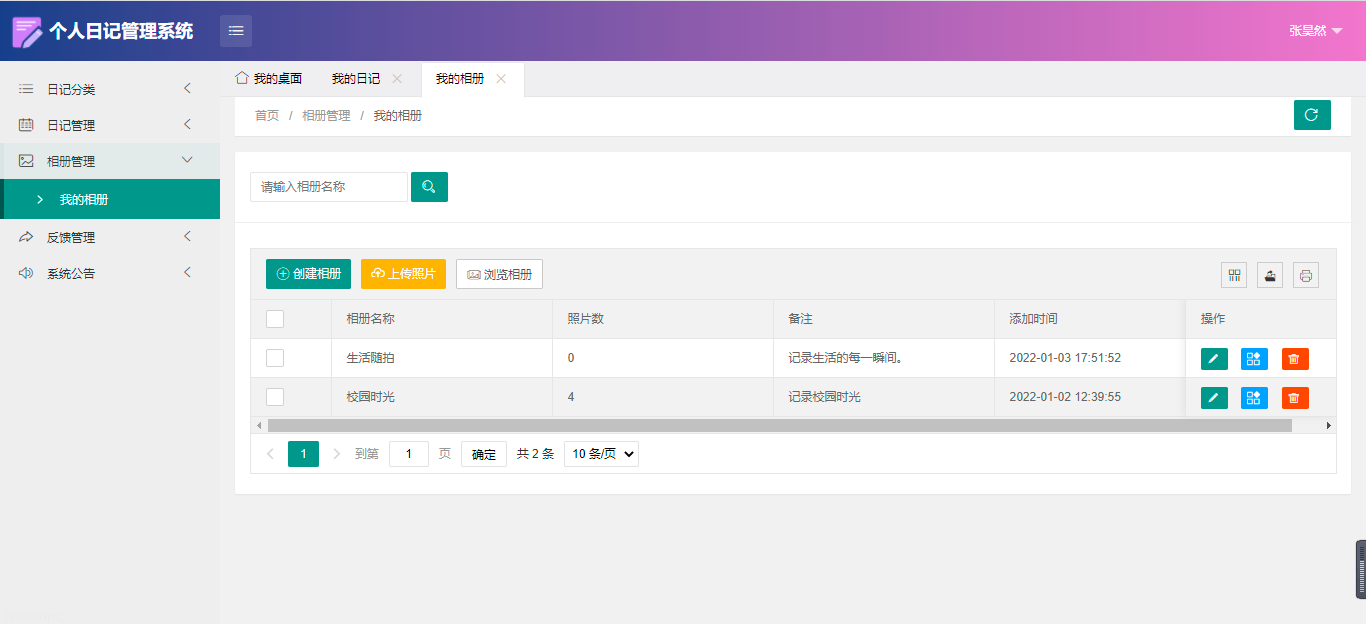 个人日记管理系统
张昊然
日记分类
日记管理
相册管理
我的相册
反馈管理
系统公告
我的桌面 我的日记 我的相册
首页 / 相册管理 / 我的相册
请输入相册名称
创建相册 上传照片 浏览相册
相册名称 照片数 备注 添加时间 操作
生活随拍 0 记录生活的每一瞬间。 2022-01-03 17:51:52
校园时光 4 记录校园时光 2022-01-02 12:39:55
1 到第 1 页 确定 共 2 条 10 条/页